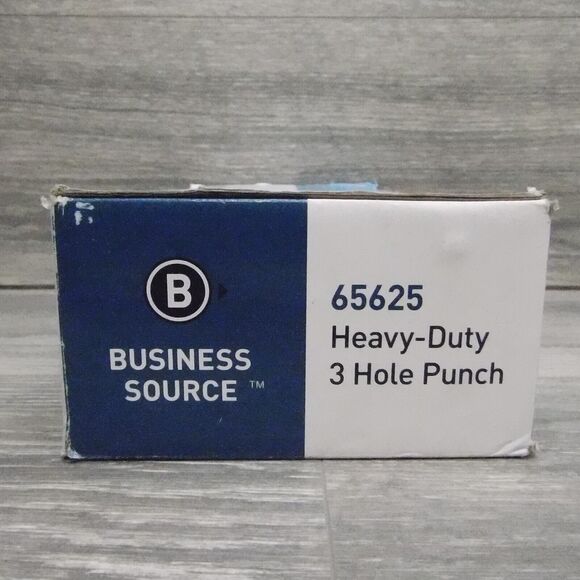 B
BUSINESS
SOURCE ™
65625
Heavy-Duty
3 Hole Punch